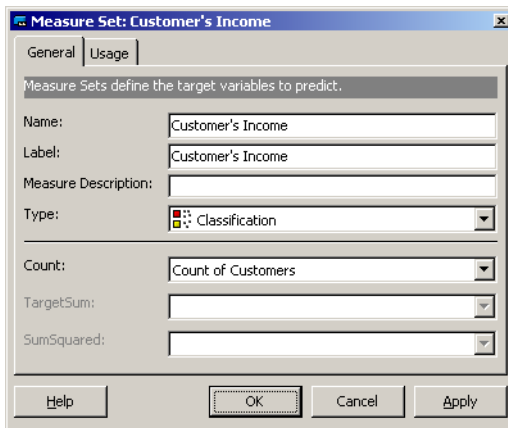 Measure Set: Customer's Income
General Usage
Measure Sets define the target variables to predict.
Name: Customer's Income
Label: Customer's Income
Measure Description:
Type: Classification
Count: Count of Customers
TargetSum:
SumSquared:
Help OK Cancel Apply